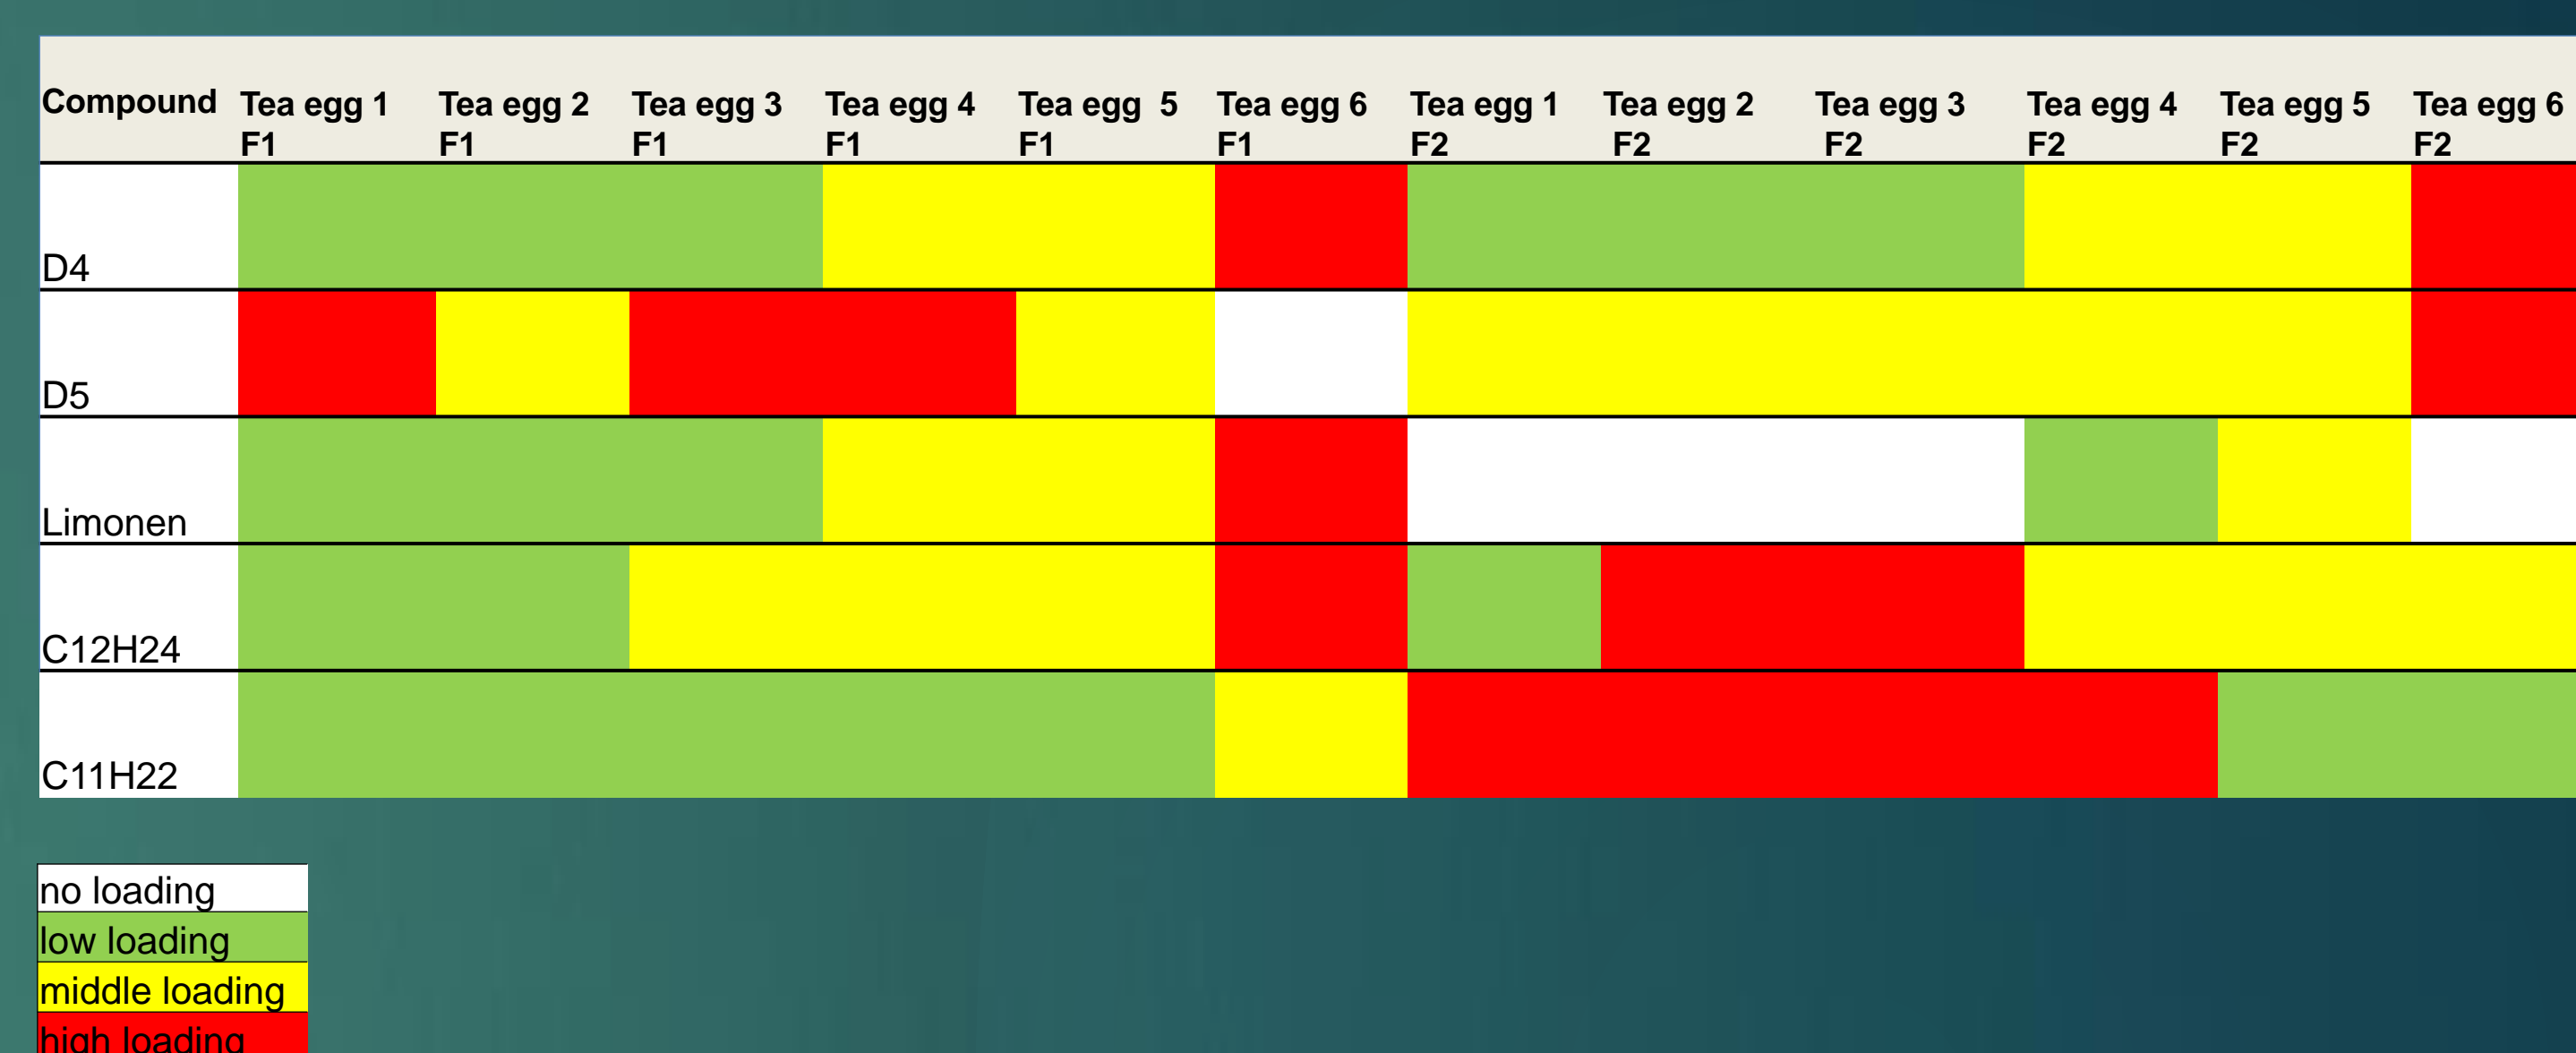 Compound Tea egg 1 Tea egg 2 Tea egg 3 Tea egg 4 Tea egg 5 Tea egg 6 Tea egg 1 Tea egg 2 Tea egg 3 Tea egg 4 Tea egg 5 Tea egg 6
F1 F1 F1 F1 F1 F1 F2 F2 F2 F2 F2 F2
D4
D5
Limonen
C12H24
C11H22
no loading
low loading
middle loading
high loading